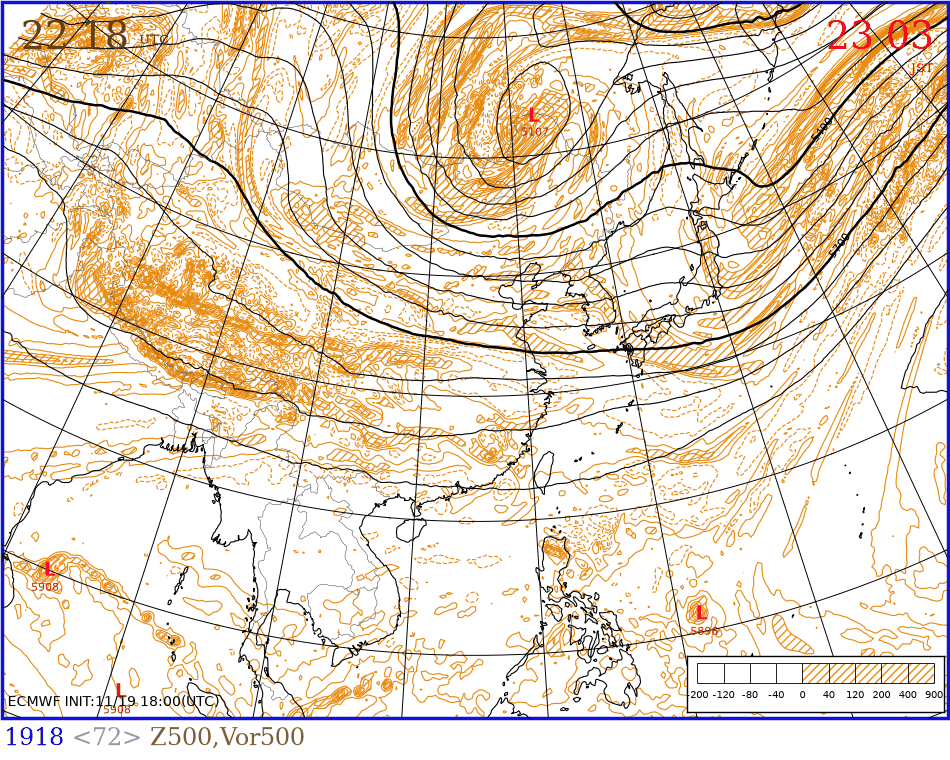 22 18 UTC
23 03
JST
L
5107
5400
5700
L
5908
L
5896
L
5908
-200 -120 -80 -40 0 40 120 200 400 900
ECMWF INIT:11/19 18:00(UTC)
1918 <72> Z500,Vor500